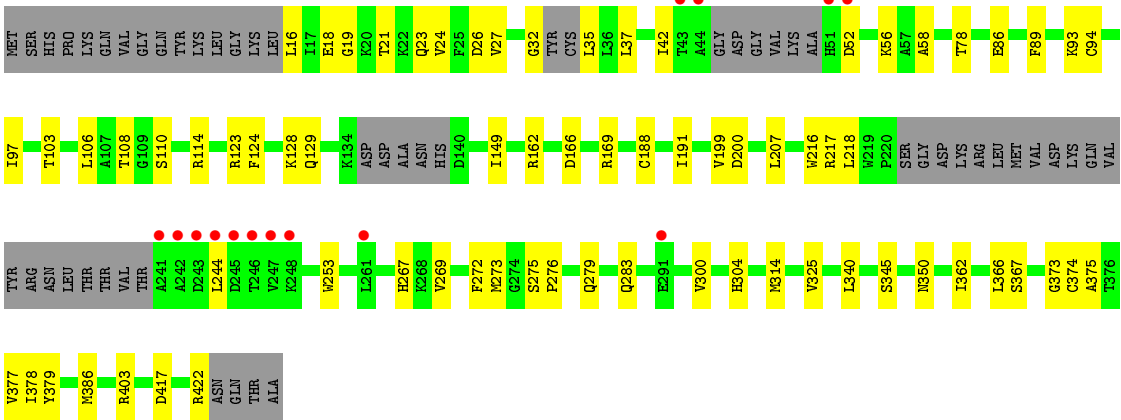 MET SER HIS PRO LYS GLN VAL GLY GLN TYR LYS LEU GLY LYS LEU L16 I17 E18 G19 K20 T21 K22 Q23 V24 F25 D26 V27 G32 TYR CYS L35 L36 L37 I42 T43 A44 GLY ASP GLY VAL LYS ALA H51 D52 K56 A57 A58 T78 E86 F89 K93 C94
I97 T103 L106 A107 T108 G109 S110 R114 R123 F124 K128 Q129 K134 ASP ASP ALA ASN HIS D140 I149 R162 D166 R169 C188 I191 V199 D200 L207 W216 R217 L218 W219 P220 SER GLY ASP LYS ARG LEU MET VAL ASP LYS GLN VAL
TYR ARG ASN LEU THR THR VAL THR A241 A242 D243 L244 D245 T246 V247 K248 W253 L261 H267 K268 V269 F272 M273 G274 S275 P276 Q279 Q283 E291 V300 H304 M314 V325 L340 S345 N350 I362 L366 S367 G373 C374 A375 T376
V377 I378 Y379 M386 R403 D417 R422 ASN GLN THR ALA